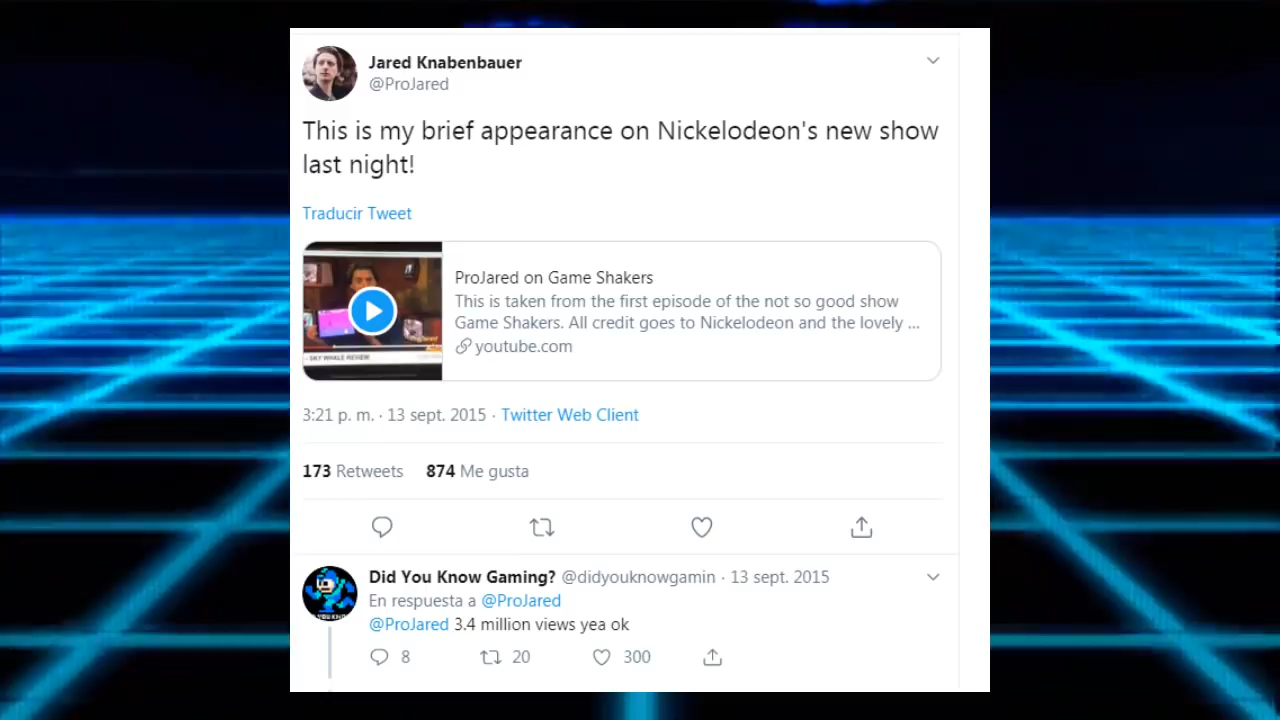 Jared Knabenbauer
@ProJared
This is my brief appearance on Nickelodeon's new show
last night!
Traducir Tweet
ProJared on Game Shakers
This is taken from the first episode of the not so good show
Game Shakers. All credit goes to Nickelodeon and the lovely ...
youtube.com
- SKY WHALE REVIEW
3:21 p. m. · 13 sept. 2015 · Twitter Web Client
173 Retweets 874 Me gusta
Did You Know Gaming? @didyouknowgamin · 13 sept. 2015
En respuesta a @ProJared
@ProJared 3.4 million views yea ok
8 20 300